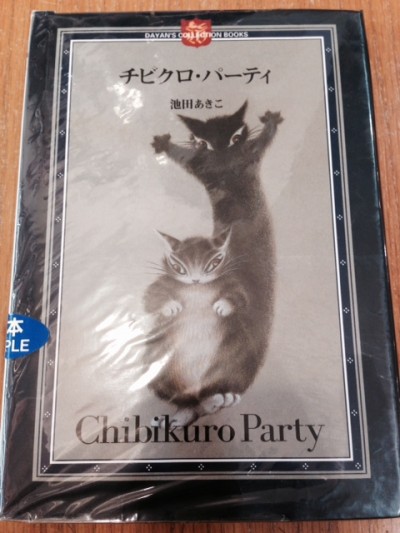 DAYAN'S COLLECTION BOOKS
チビクロ・パーティ
池田あきこ
本
PLE
Chibikuro Party